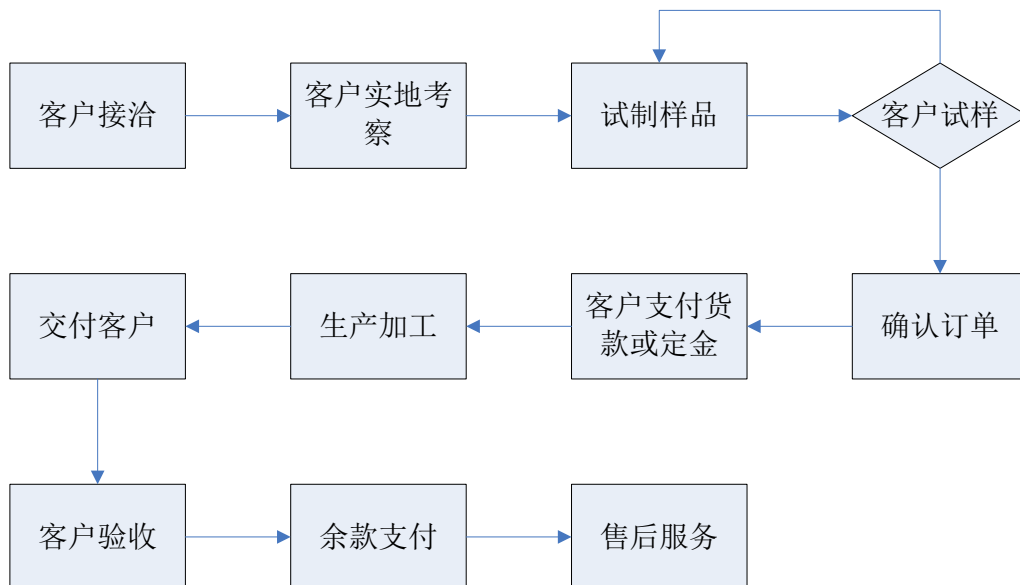 客户接洽
客户实地考
察
试制样品
客户试样
交付客户
生产加工
客户支付货
款或定金
确认订单
客户验收
余款支付
售后服务